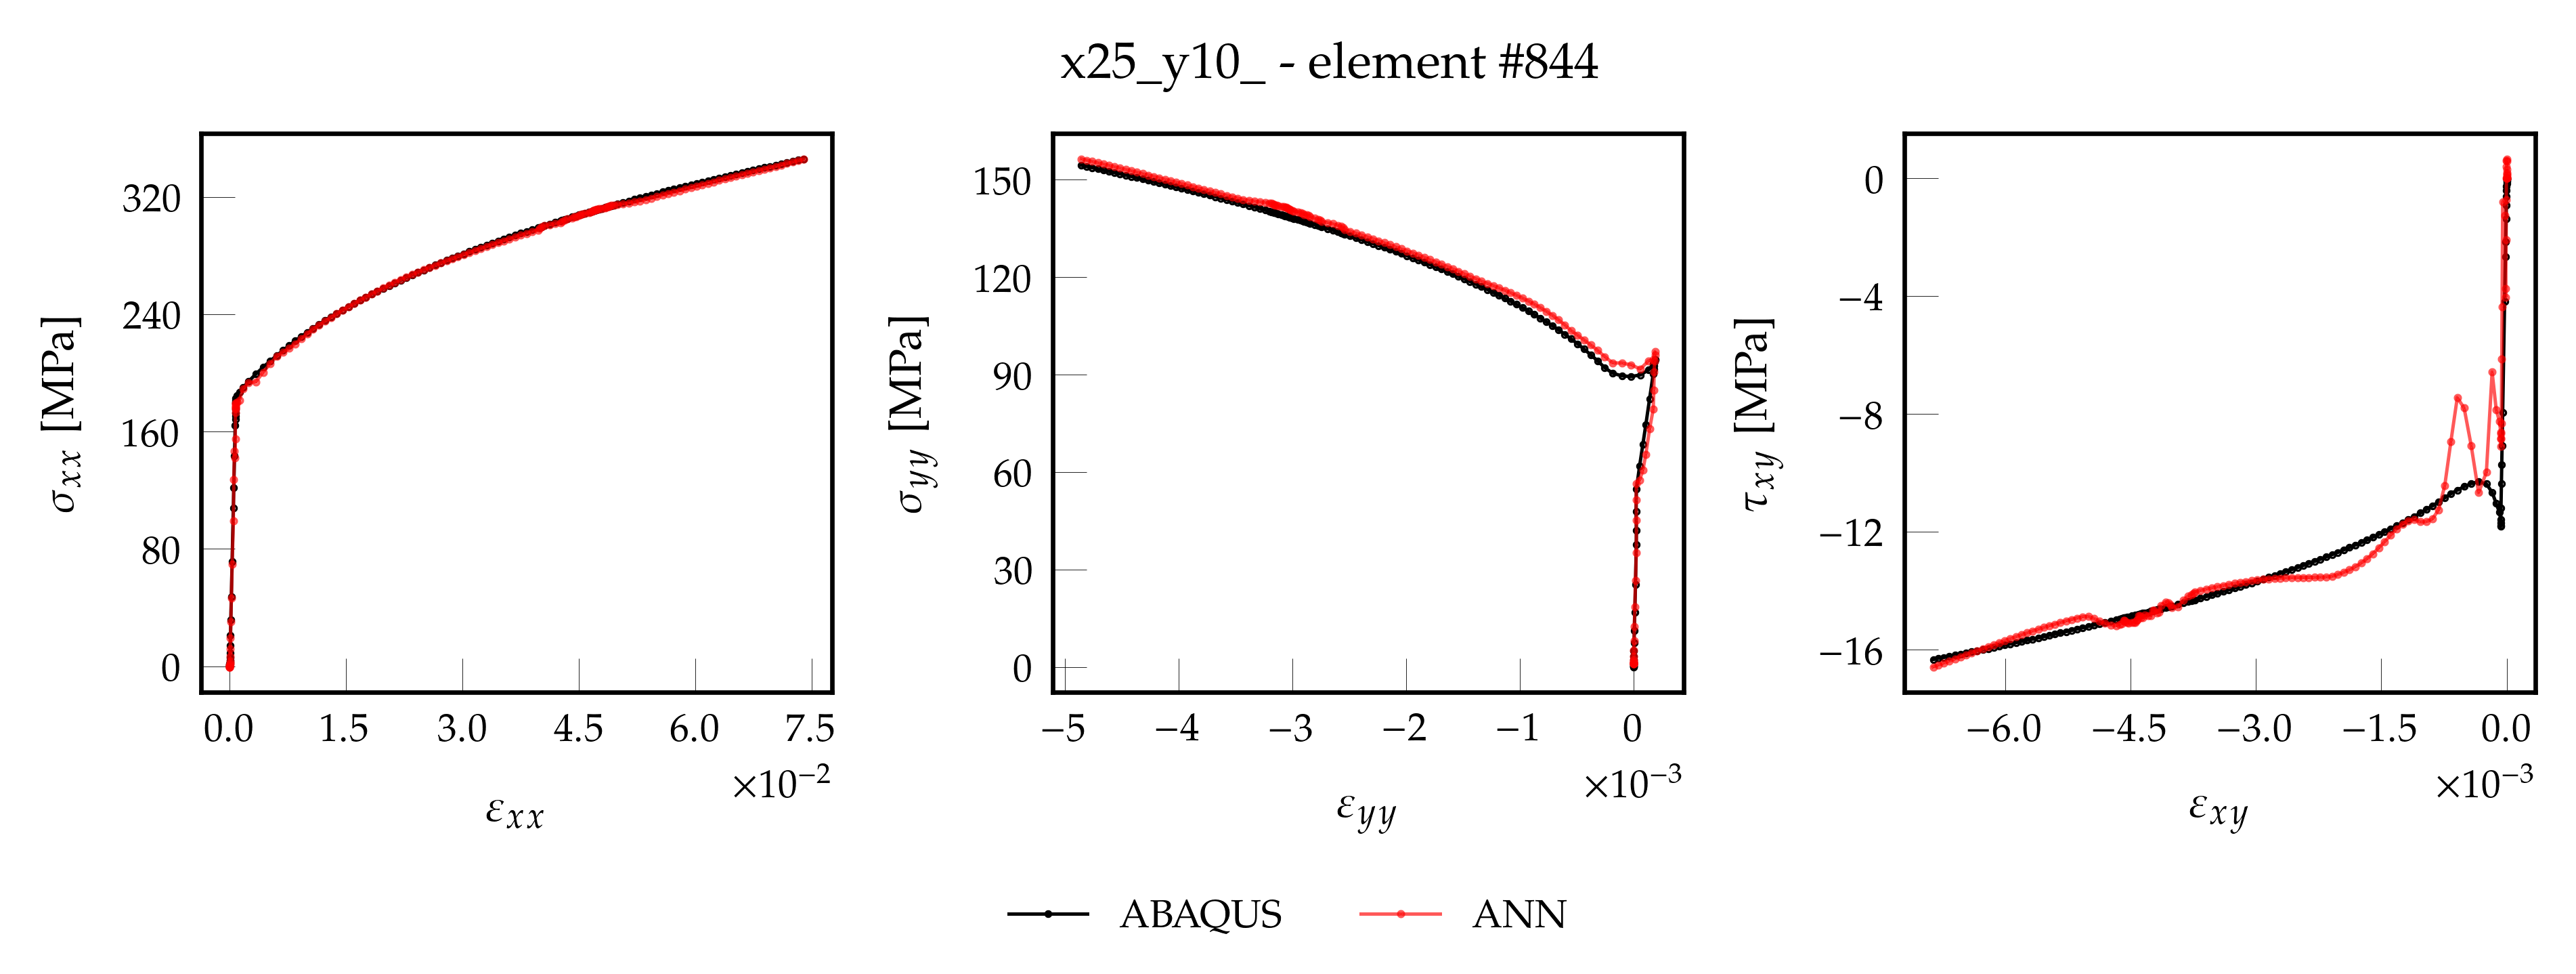 x25_y10_ - element #844
σxx [MPa]
320
240
160
80
0
0.0 1.5 3.0 4.5 6.0 7.5
×10−2
εxx
σyy [MPa]
150
120
90
60
30
0
−5 −4 −3 −2 −1 0
×10−3
εyy
τxy [MPa]
0
−4
−8
−12
−16
−6.0 −4.5 −3.0 −1.5 0.0
×10−3
εxy
ABAQUS ANN